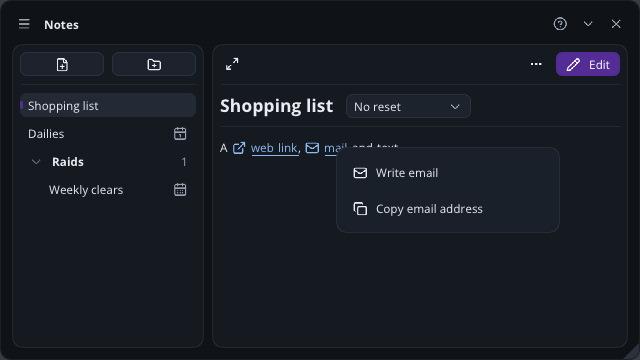 Notes
Edit
Shopping list
Dailies
Raids 1
Weekly clears
Shopping list No reset
A web link, mail and text
Write email
Copy email address